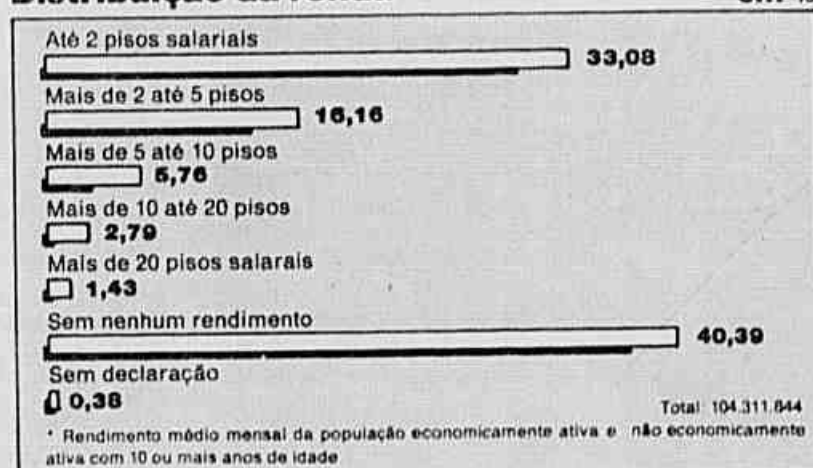 Até 2 pisos salariais
33,08
Mais de 2 até 5 pisos
16,16
Mais de 5 até 10 pisos
5,76
Mais de 10 até 20 pisos
2,79
Mais de 20 pisos salarais
1,43
Sem nenhum rendimento
40,39
Sem declaração
0,38
Total: 104.311.844
* Rendimento médio mensal da população economicamente ativa e não economicamente
ativa com 10 ou mais anos de idade